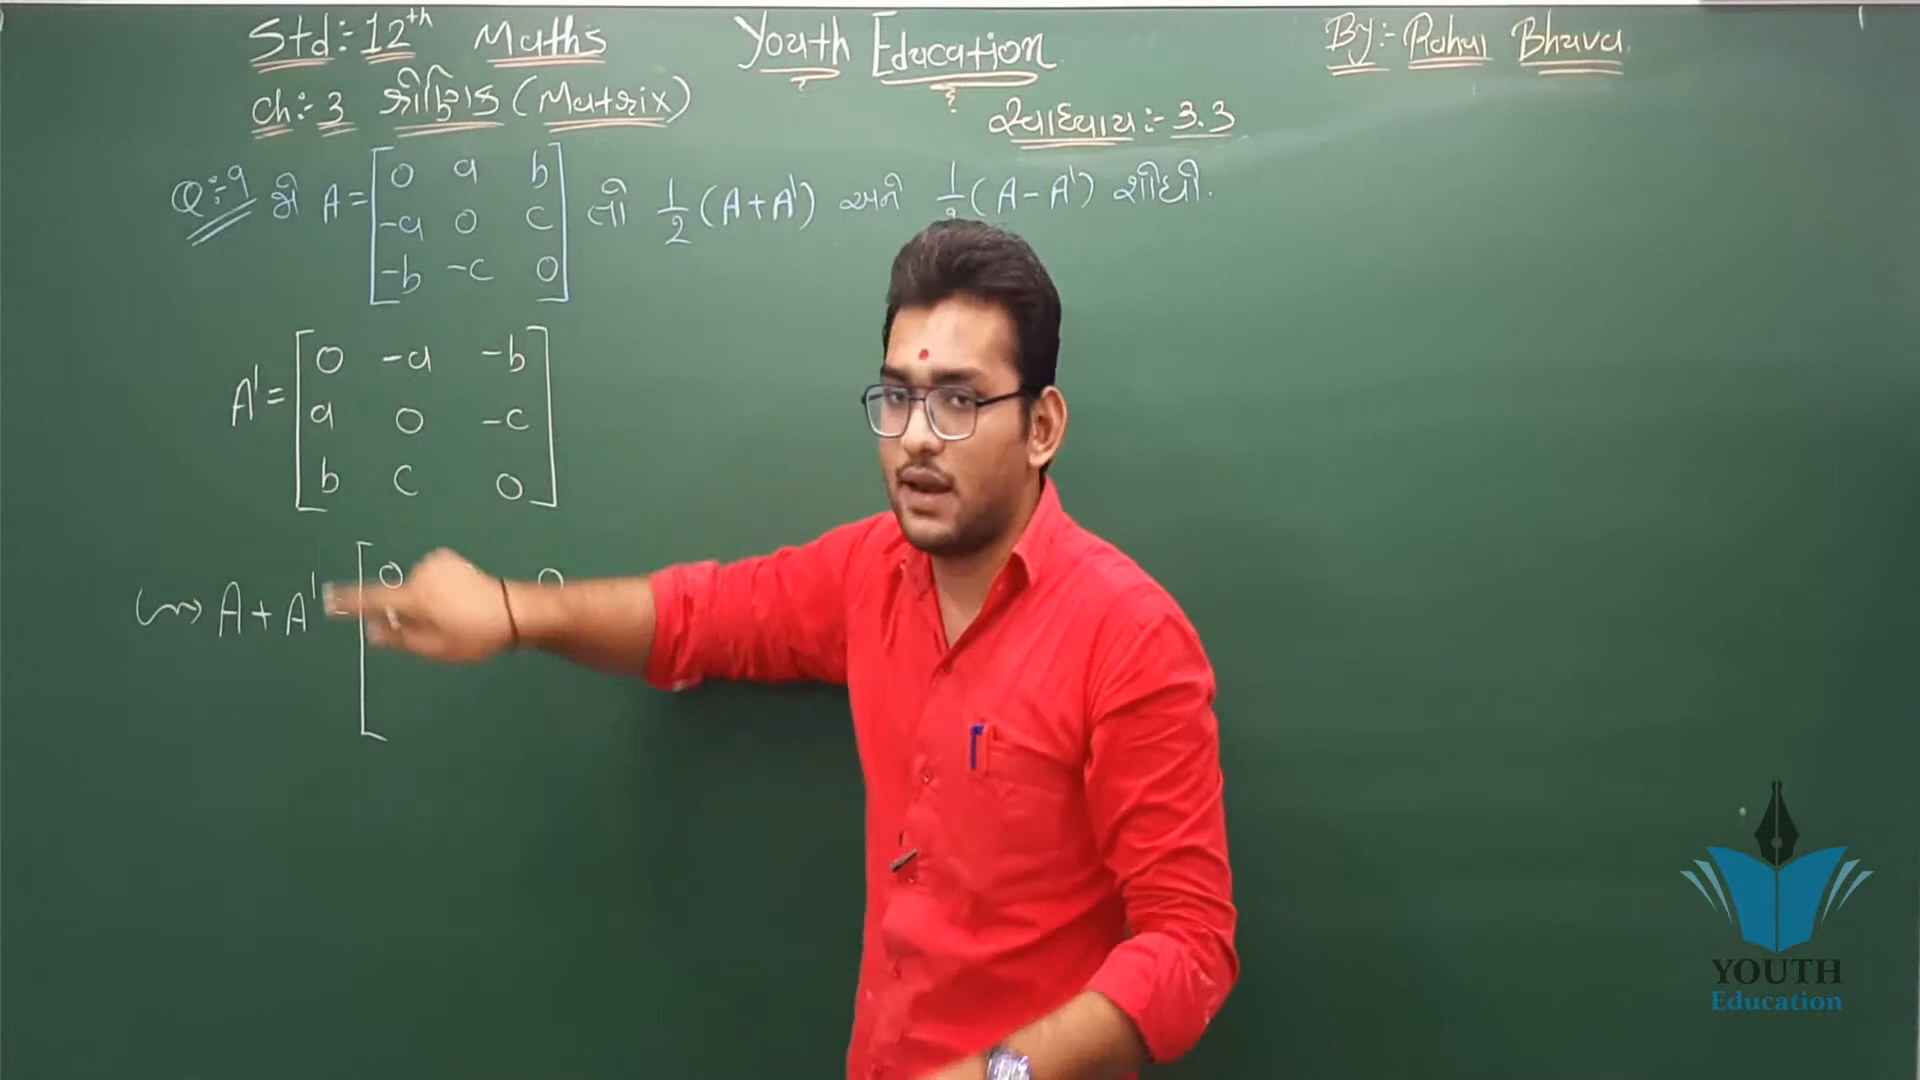 Std:- 12th Maths
Youth Education
By:- Rahul Bhuva.
Ch:- 3 શ્રેણિક (Matrix)
સ્વાધ્યાય:- 3.3
Q:-9 જો A = [0 a b તો 1/2 (A+A') અને 1/2 (A-A') શોધો.
-a 0 c
-b -c 0]
A' = [0 -a -b
a 0 -c
b c 0]
A + A' = [0 0
YOUTH
Education